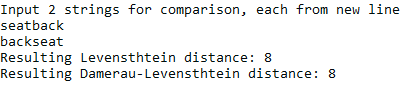 Input 2 strings for comparison, each from new line
seatback
backseat
Resulting Levensthtein distance: 8
Resulting Damerau-Levensthtein distance: 8